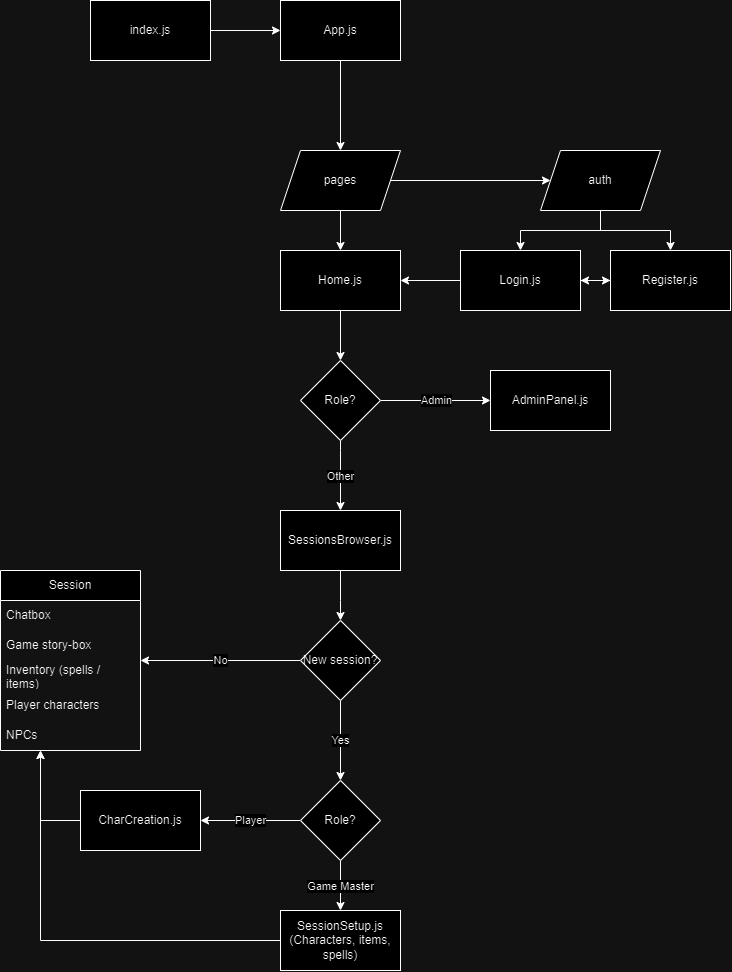 index.js
App.js
pages
auth
Home.js
Login.js
Register.js
Role?
Admin
AdminPanel.js
Other
SessionsBrowser.js
Session
Chatbox
Game story-box
Inventory (spells /
items)
Player characters
NPCs
No
New session?
Yes
CharCreation.js
Player
Role?
Game Master
SessionSetup.js
(Characters, items,
spells)